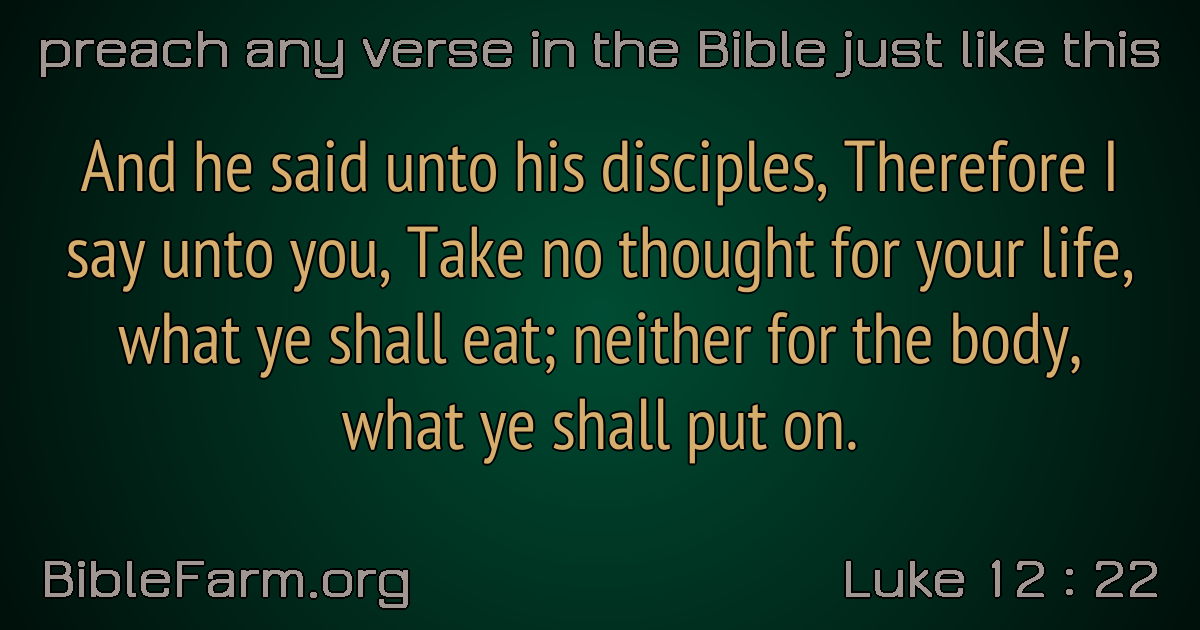 preach any verse in the Bible just like this
And he said unto his disciples, Therefore I
say unto you, Take no thought for your life,
what ye shall eat; neither for the body,
what ye shall put on.
BibleFarm.org
Luke 12 : 22